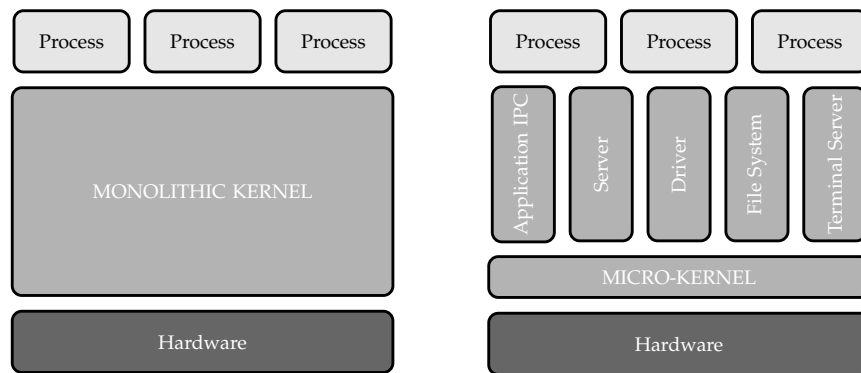 Process
Process
Process
MONOLITHIC KERNEL
Hardware
Process
Process
Process
Application IPC
Server
Driver
File System
Terminal Server
MICRO-KERNEL
Hardware